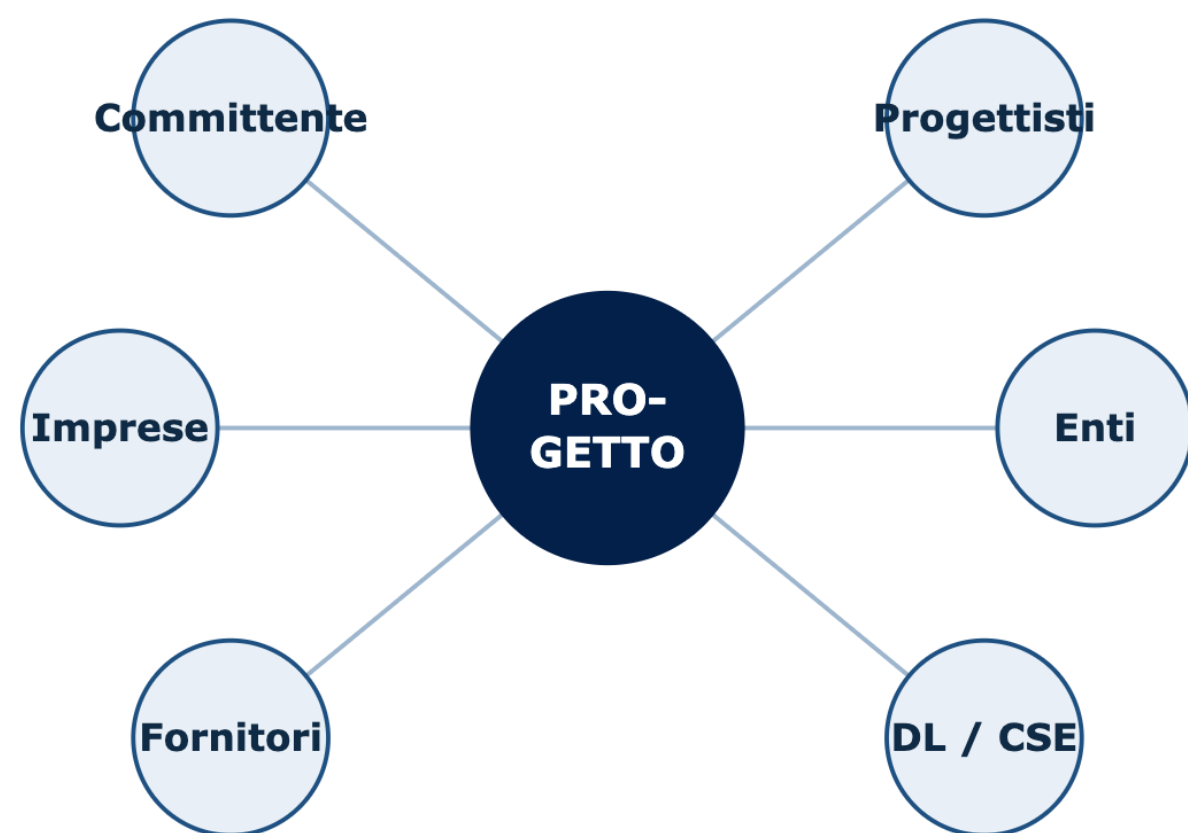 Committente
Progettisti
PRO-
GETTO
Imprese
Enti
Fornitori
DL / CSE